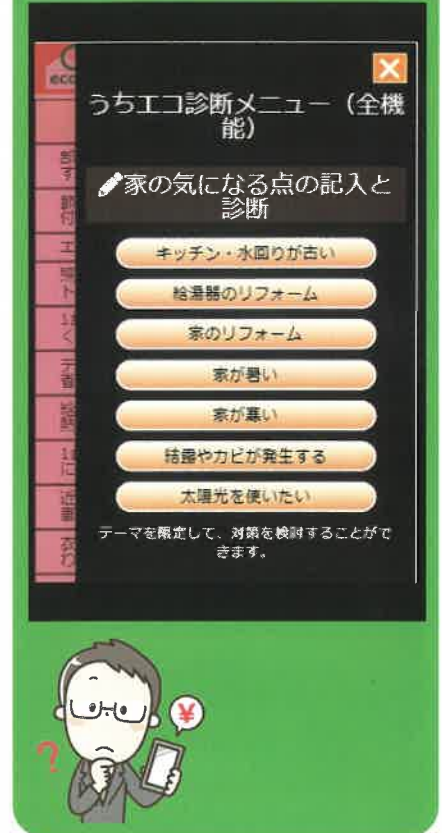 うちエコ診断メニュー（全機
能）
家の気になる点の記入と
診断
キッチン・水回りが古い
給湯器のリフォーム
家のリフォーム
家が暑い
家が寒い
結露やカビが発生する
太陽光を使いたい
テーマを限定して、対策を検討することがで
きます。
¥
?